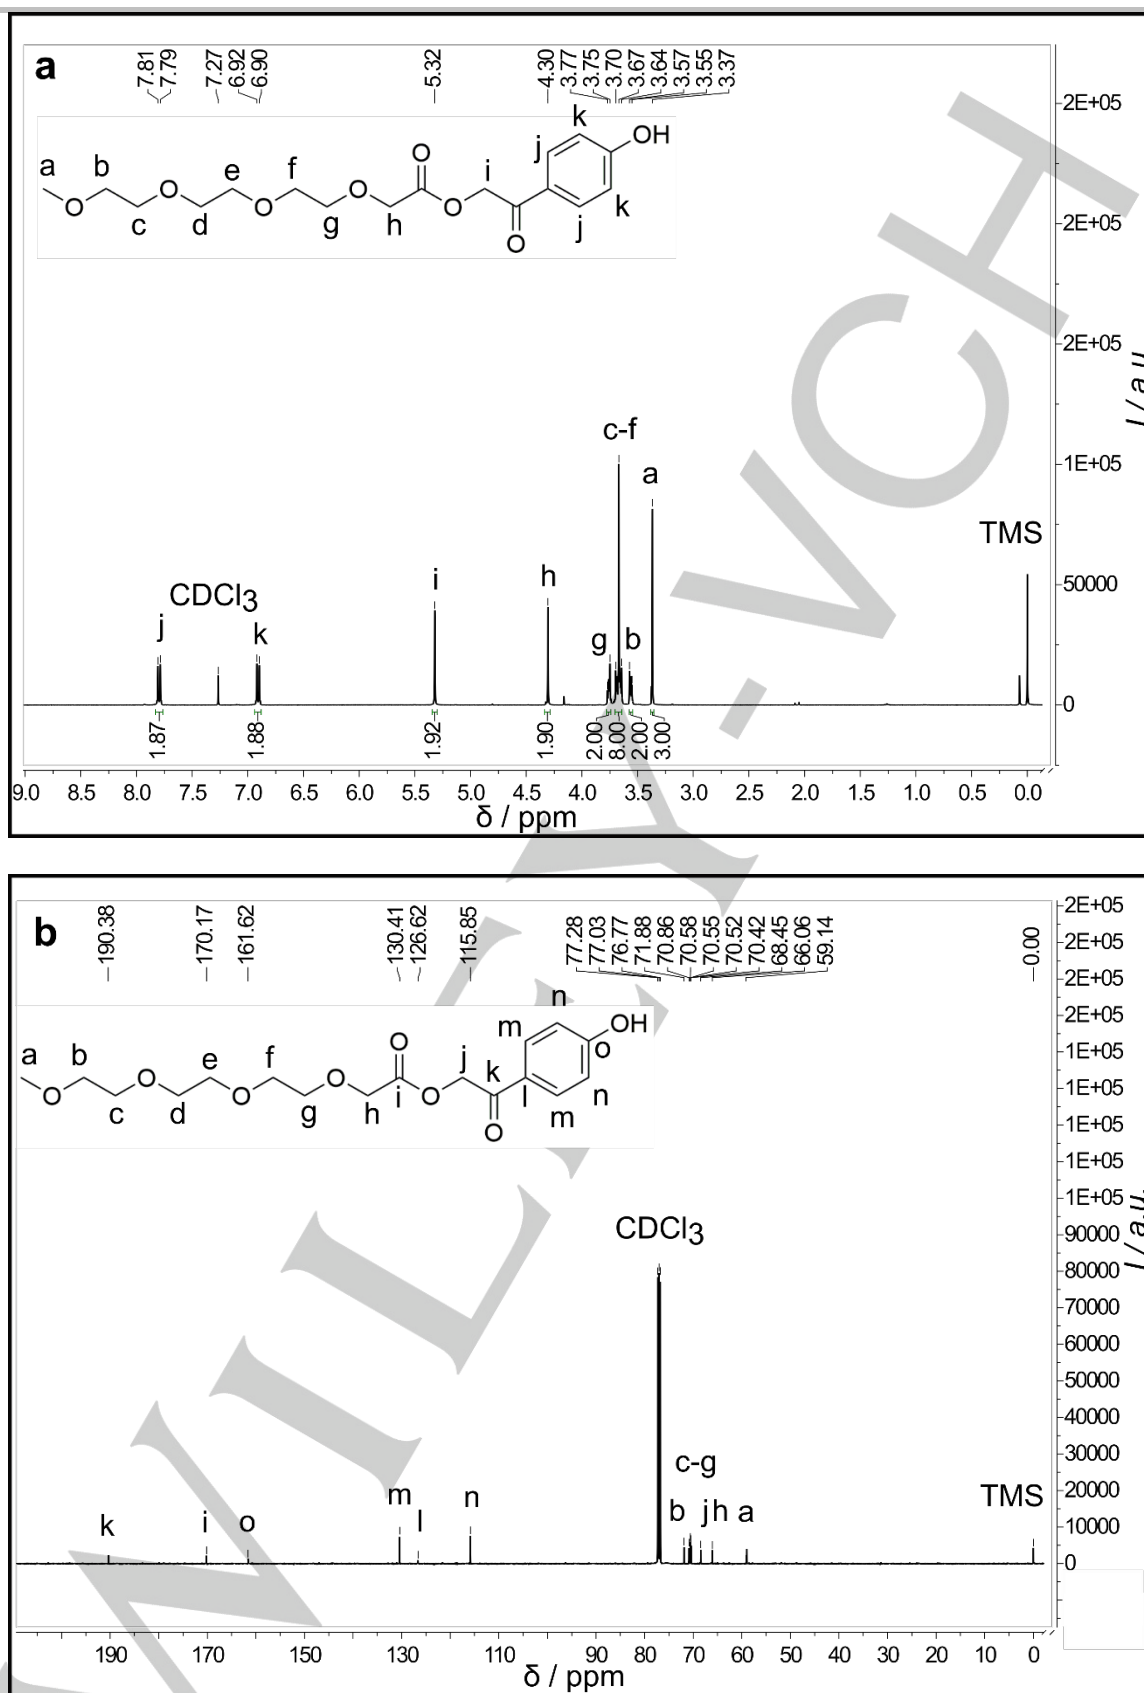 a
7.81
7.79
7.27
6.92
6.90
5.32
4.30
3.77
3.75
3.70
3.67
3.64
3.57
3.55
3.37
a b c d e f g h i j k j k
O O O O O O O OH
c-f
a
TMS
i
h
CDCl3
j
k
g
b
1.87
1.88
1.92
1.90
2.00
8.00
2.00
3.00
2E+05
2E+05
2E+05
1E+05
50000
0
I / a.u.
9.0 8.5 8.0 7.5 7.0 6.5 6.0 5.5 5.0 4.5 4.0 3.5 3.0 2.5 2.0 1.5 1.0 0.5 0.0
δ / ppm
b
190.38
170.17
161.62
130.41
126.62
115.85
77.28
77.03
76.77
71.88
70.86
70.58
70.55
70.52
70.42
68.45
66.06
59.14
0.00
a b c d e f g h i j k l m n o m n
O O O O O O O OH
CDCl3
c-g
TMS
k
i
o
m
l
n
b
j h
a
2E+05
2E+05
2E+05
2E+05
1E+05
1E+05
1E+05
1E+05
1E+05
90000
80000
70000
60000
50000
40000
30000
20000
10000
0
I / a.u.
190 170 150 130 110 90 80 70 60 50 40 30 20 10 0
δ / ppm
WILEY-VCH